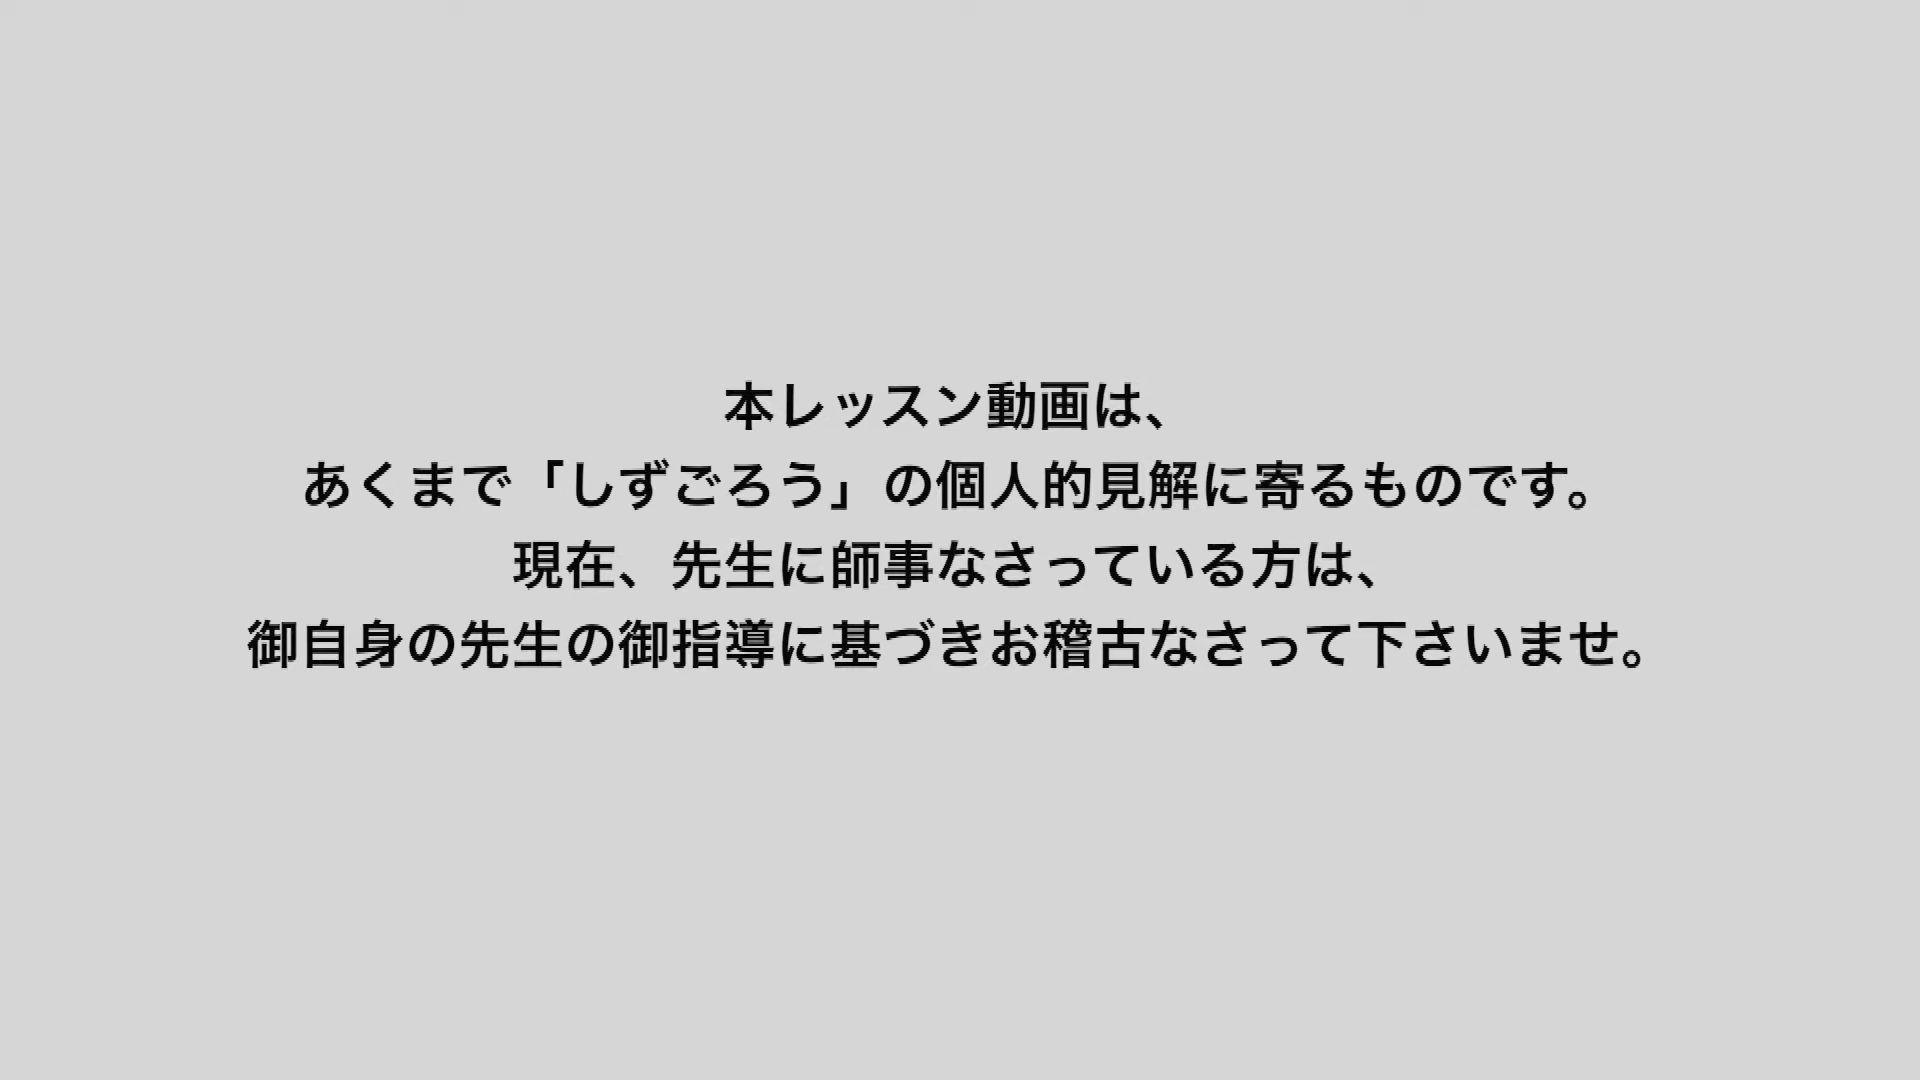 本レッスン動画は、
あくまで「しずごろう」の個人的見解に寄るものです。
現在、先生に師事なさっている方は、
御自身の先生の御指導に基づきお稽古なさって下さいませ。